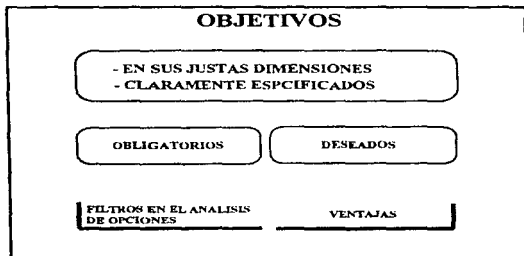 OBJETIVOS
- EN SUS JUSTAS DIMENSIONES
- CLARAMENTE ESPCIFICADOS
OBLIGATORIOS
DESEADOS
FILTROS EN EL ANALISIS
DE OPCIONES
VENTAJAS